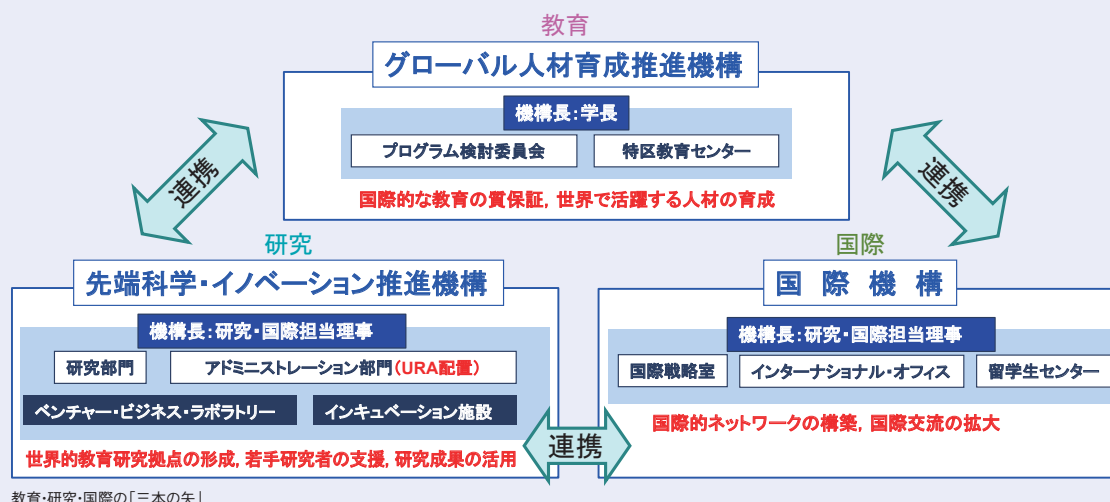 教育
グローバル人材育成推進機構
機構長:学長
プログラム検討委員会
特区教育センター
国際的な教育の質保証, 世界で活躍する人材の育成
連携
連携
研究
先端科学・イノベーション推進機構
機構長:研究・国際担当理事
研究部門
アドミニストレーション部門(URA配置)
ベンチャー・ビジネス・ラボラトリー
インキュベーション施設
世界的教育研究拠点の形成, 若手研究者の支援, 研究成果の活用
国際
国際機構
機構長:研究・国際担当理事
国際戦略室
インターナショナル・オフィス
留学生センター
国際的ネットワークの構築, 国際交流の拡大
連携
教育・研究・国際の「三本の矢」